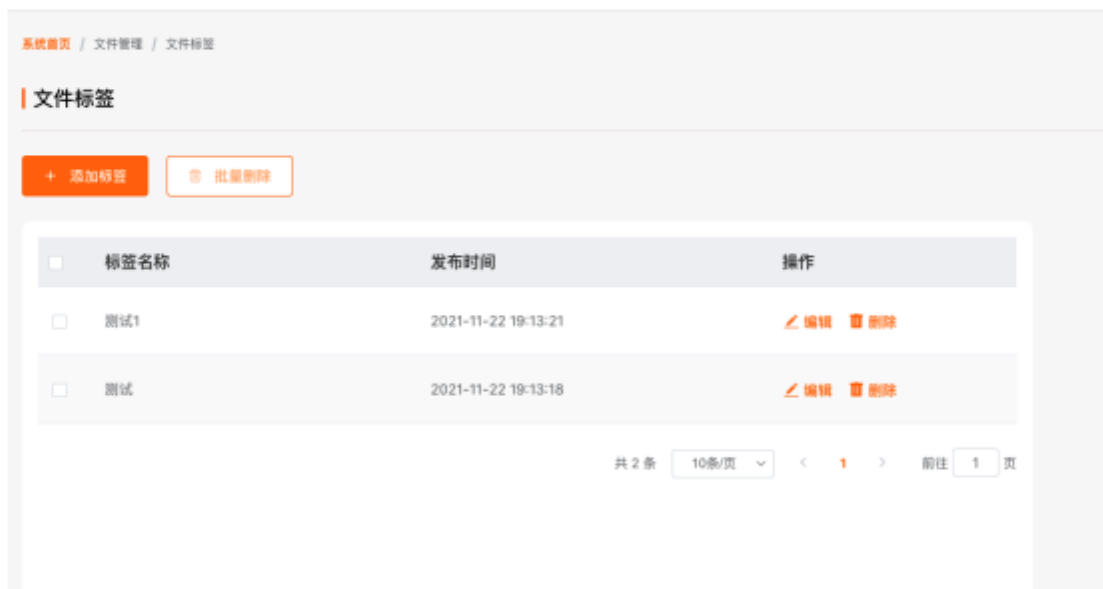 系统首页 / 文件管理 / 文件标签
文件标签
+ 添加标签 批量删除
标签名称 发布时间 操作
测试1 2021-11-22 19:13:21 编辑 删除
测试 2021-11-22 19:13:18 编辑 删除
共 2 条 10条/页 < 1 > 前往 1 页